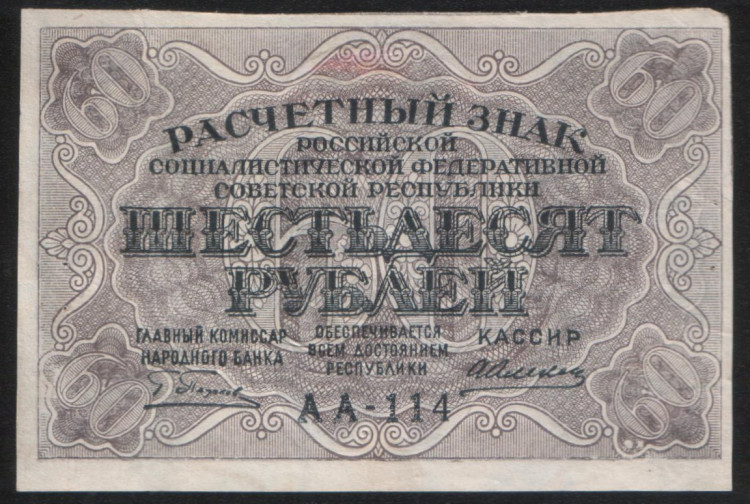 60 60
РАСЧЕТНЫЙ ЗНАК
РОССИЙСКОЙ
СОЦИАЛИСТИЧЕСКОЙ ФЕДЕРАТИВНОЙ
СОВЕТСКОЙ РЕСПУБЛИКИ
ШЕСТЬДЕСЯТ
РУБЛЕЙ
60
ГЛАВНЫЙ КОМИССАР
НАРОДНОГО БАНКА
ОБЕСПЕЧИВАЕТСЯ
ВСЕМ ДОСТОЯНИЕМ
РЕСПУБЛИКИ
КАССИР
АА-114
60 60